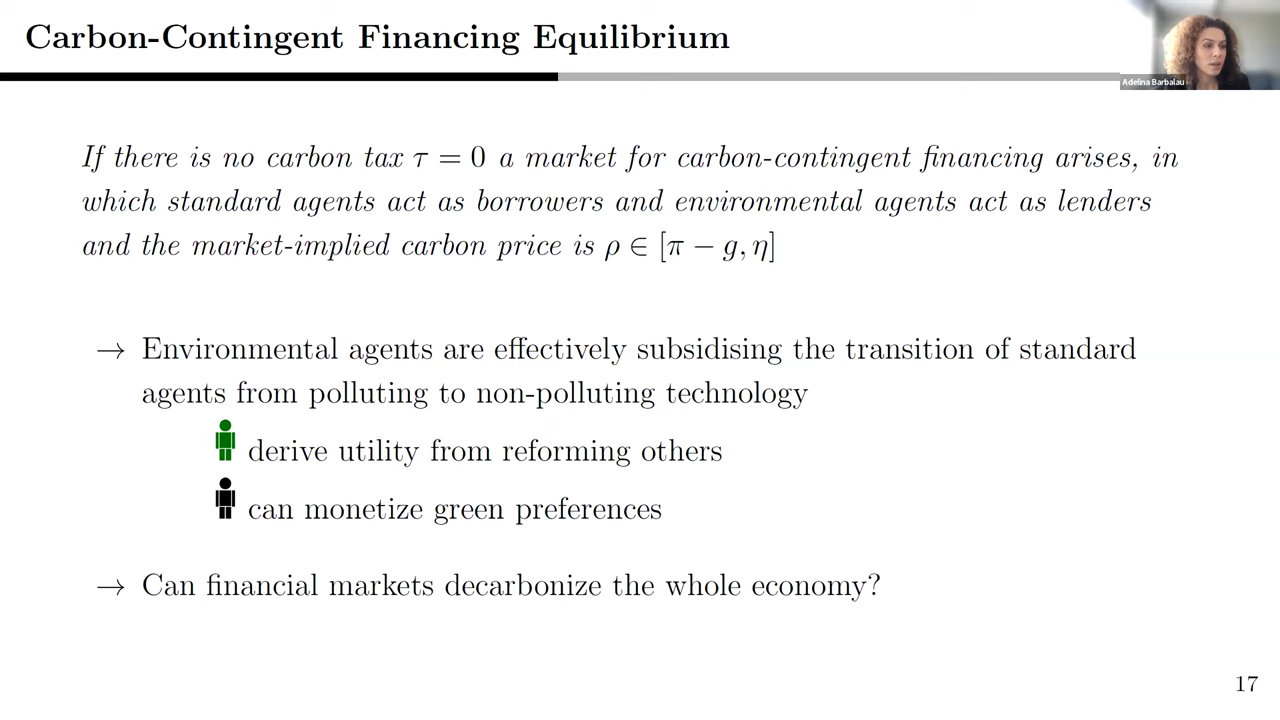 Carbon-Contingent Financing Equilibrium
Adelina Barbalau
If there is no carbon tax τ = 0 a market for carbon-contingent financing arises, in
which standard agents act as borrowers and environmental agents act as lenders
and the market-implied carbon price is ρ ∈ [π − g, η]
→ Environmental agents are effectively subsidising the transition of standard
agents from polluting to non-polluting technology
derive utility from reforming others
can monetize green preferences
→ Can financial markets decarbonize the whole economy?
17